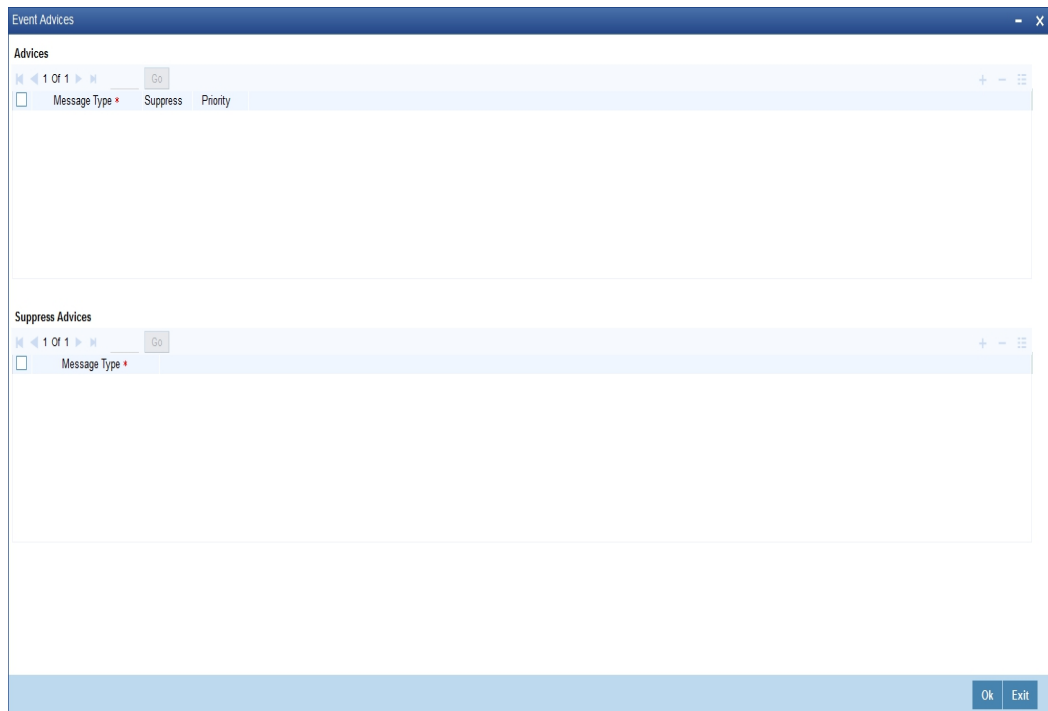 Event Advices
Advices
1 Of 1 Go
Message Type * Suppress Priority
Suppress Advices
1 Of 1 Go
Message Type *
Ok Exit